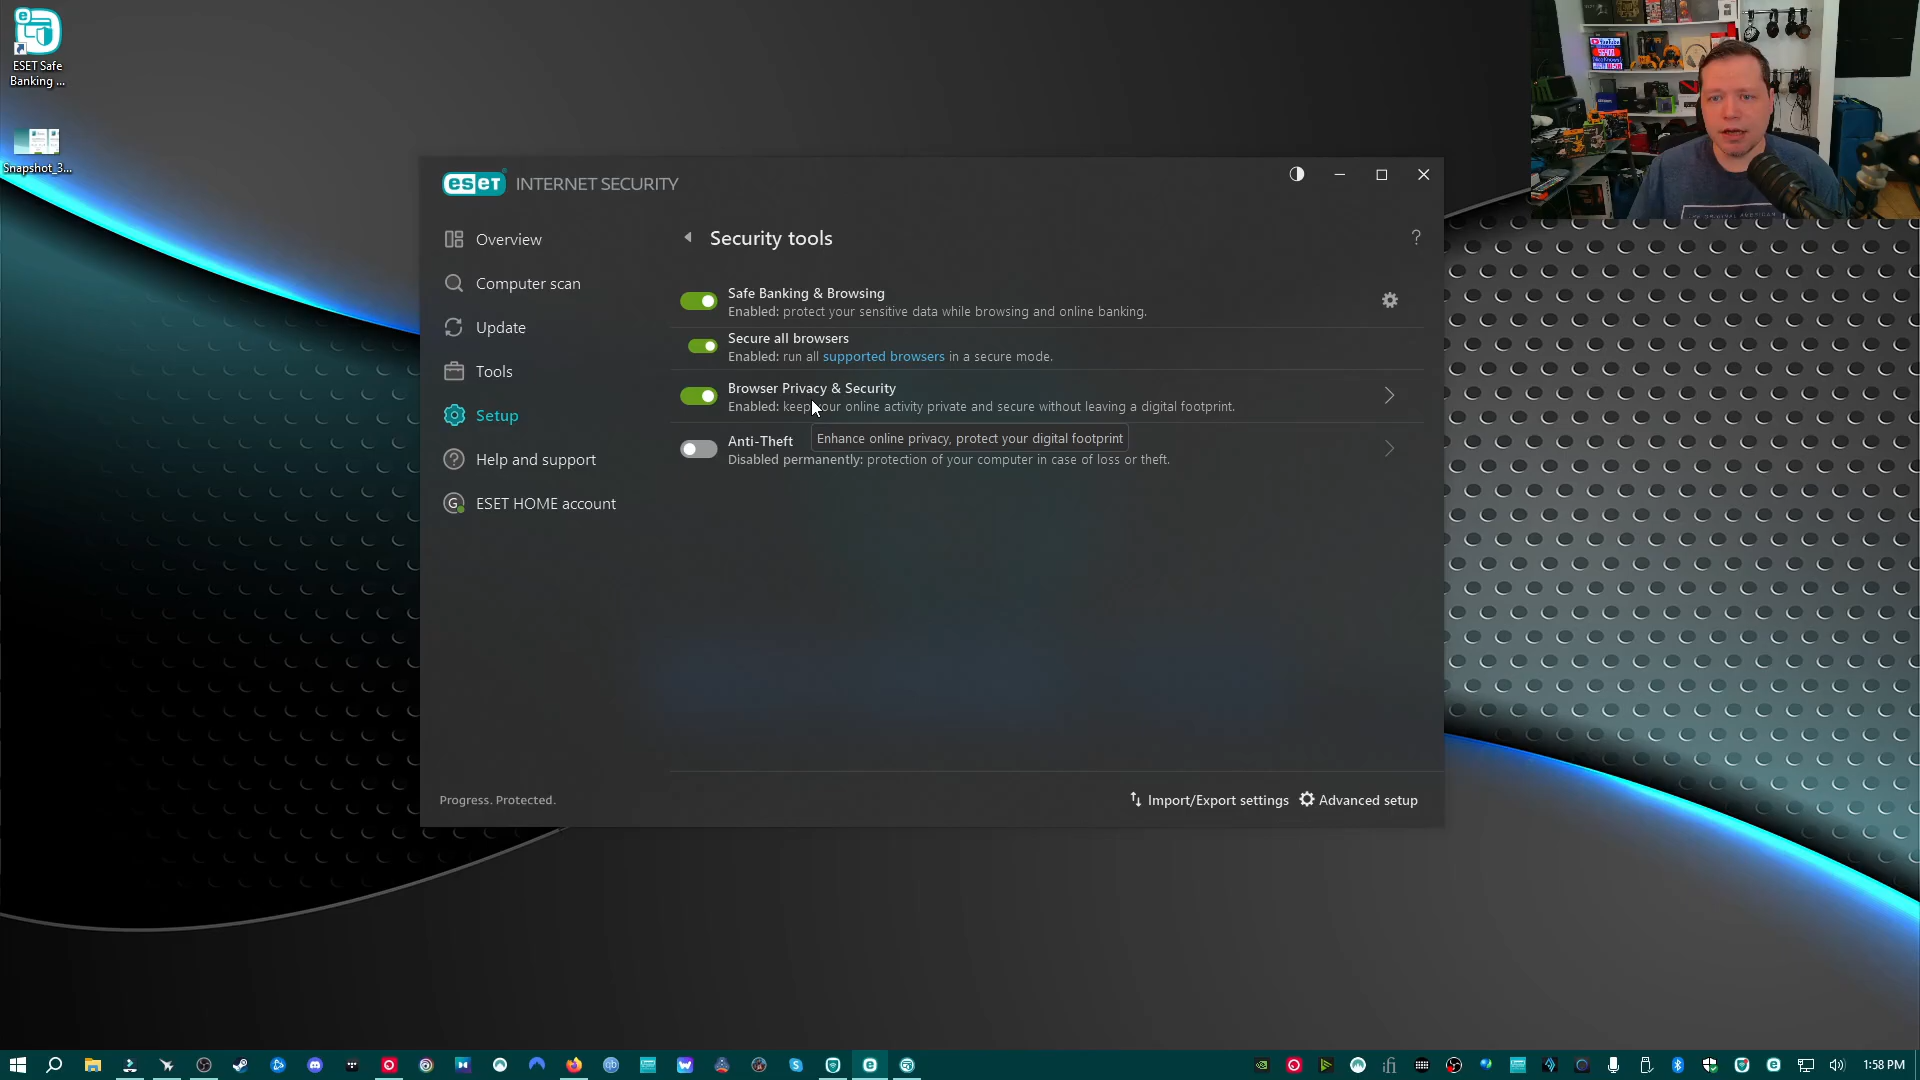 ESET Safe
Banking ...
Snapshot_3...
eseT INTERNET SECURITY
Overview
Computer scan
Update
Tools
Setup
Help and support
ESET HOME account
Security tools
?
Safe Banking & Browsing
Enabled: protect your sensitive data while browsing and online banking.
Secure all browsers
Enabled: run all supported browsers in a secure mode.
Browser Privacy & Security
Enabled: keep your online activity private and secure without leaving a digital footprint.
Anti-Theft
Enhance online privacy, protect your digital footprint
Disabled permanently: protection of your computer in case of loss or theft.
Progress. Protected.
Import/Export settings
Advanced setup
1:58 PM